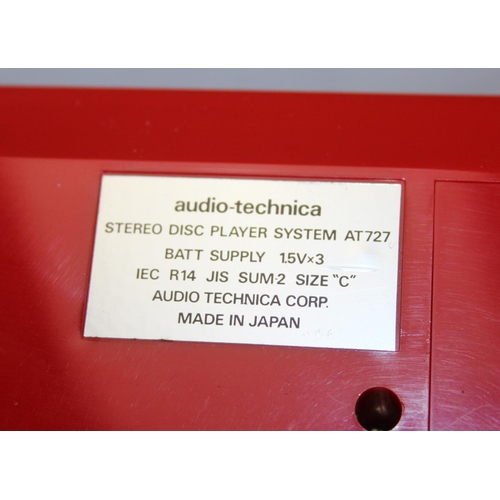 audio-technica
STEREO DISC PLAYER SYSTEM AT727
BATT SUPPLY 1.5V×3
IEC R14 JIS SUM-2 SIZE "C"
AUDIO TECHNICA CORP.
MADE IN JAPAN